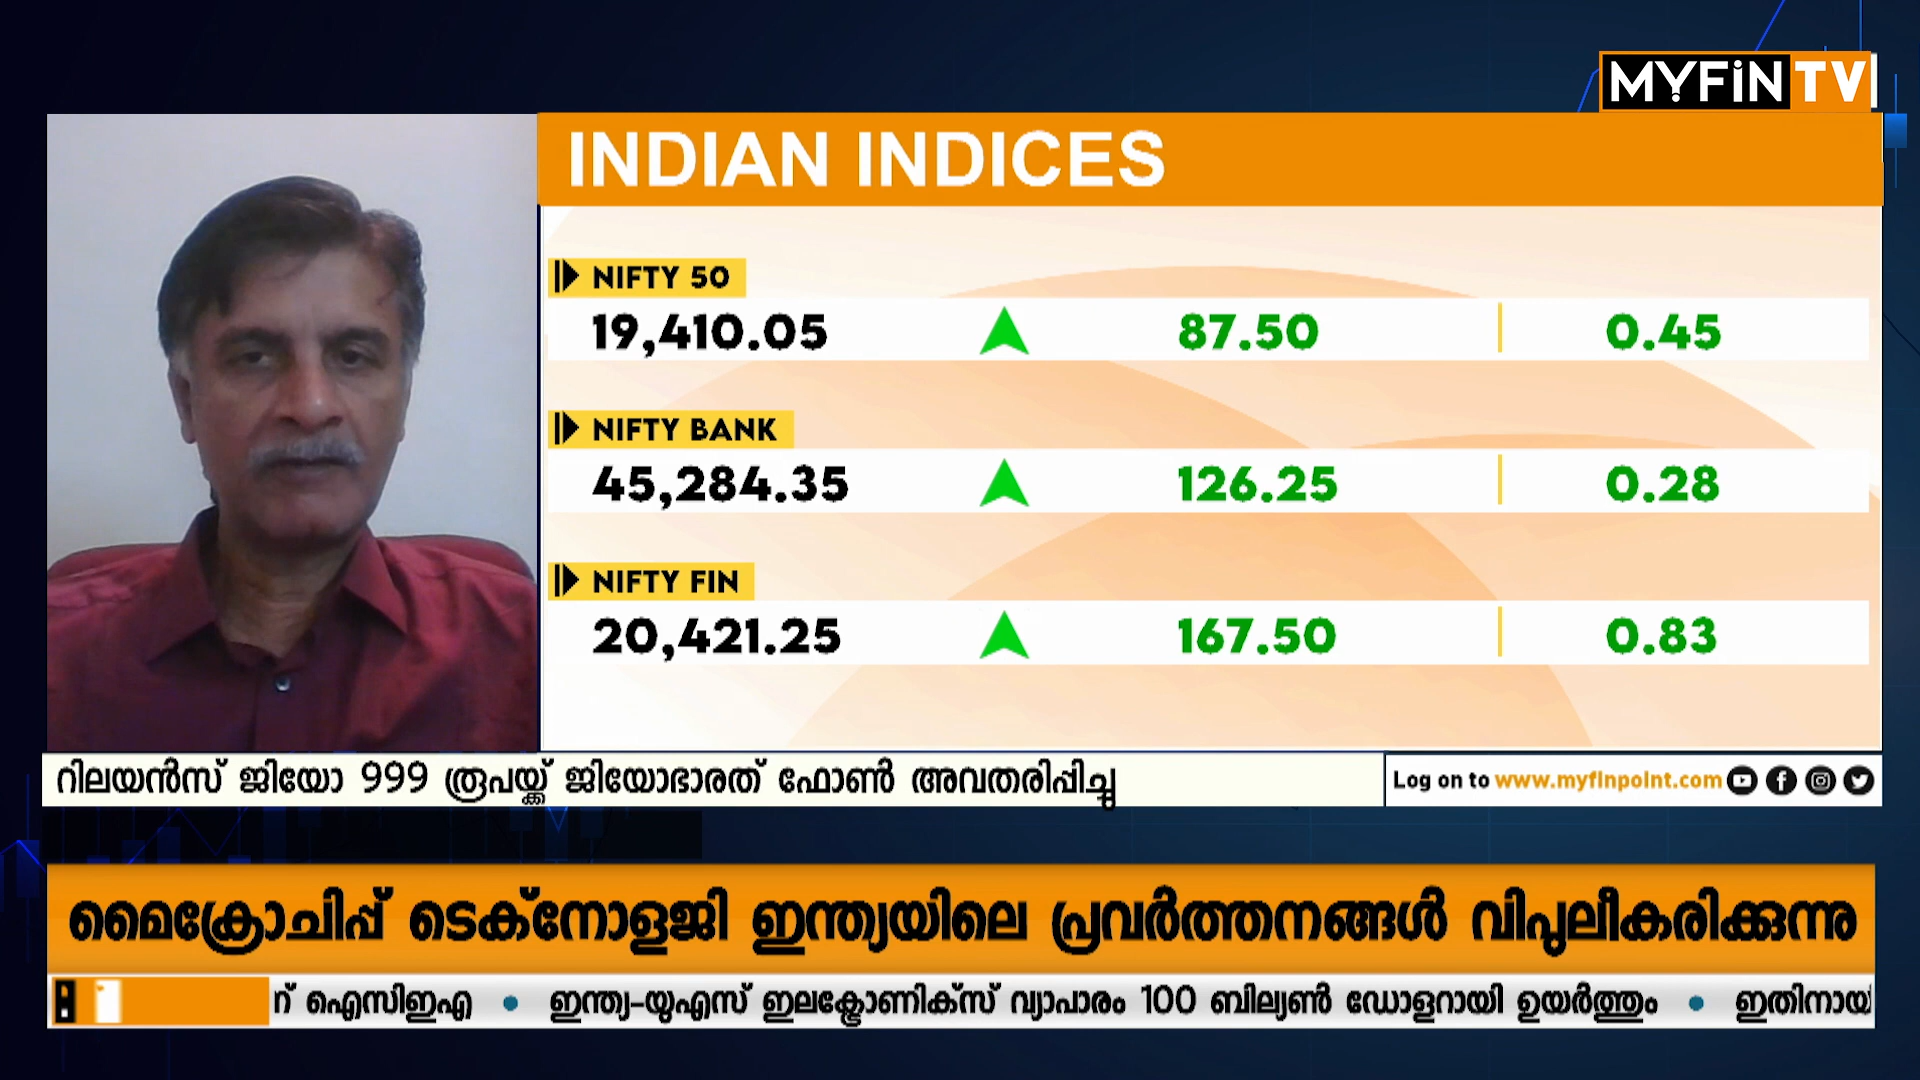 MYFiNTV
INDIAN INDICES
NIFTY 50
19,410.05 87.50 0.45
NIFTY BANK
45,284.35 126.25 0.28
NIFTY FIN
20,421.25 167.50 0.83
റിലയൻസ് ജിയോ 999 രൂപയ്ക്ക് ജിയോഭാരത് ഫോൺ അവതരിപ്പിച്ചു
Log on to www.myfinpoint.com
മൈക്രോചിപ്പ് ടെക്നോളജി ഇന്ത്യയിലെ പ്രവർത്തനങ്ങൾ വിപുലീകരിക്കുന്നു
ഐസിഇഎ • ഇന്ത്യ-യുഎസ് ഇലക്ട്രോണിക്സ് വ്യാപാരം 100 ബില്യൺ ഡോളറായി ഉയർത്തും •